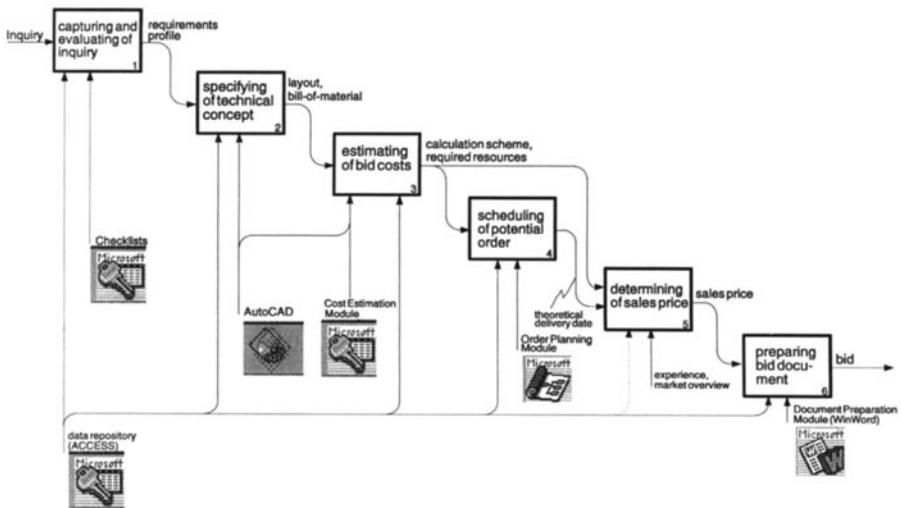 Inquiry
capturing and
evaluating of
inquiry
1
requirements
profile
specifying
of technical
concept
2
layout,
bill-of-material
estimating
of bid costs
3
calculation scheme,
required resources
scheduling
of potential
order
4
theoretical
delivery date
determining
of sales price
5
sales price
preparing
bid docu-
ment
6
bid
Checklists
Microsoft
AutoCAD
Cost Estimation
Module
Microsoft
Order Planning
Module
Microsoft
experience,
market overview
Document Preparation
Module (WinWord)
Microsoft
W
W
data repository
(ACCESS)
Microsoft